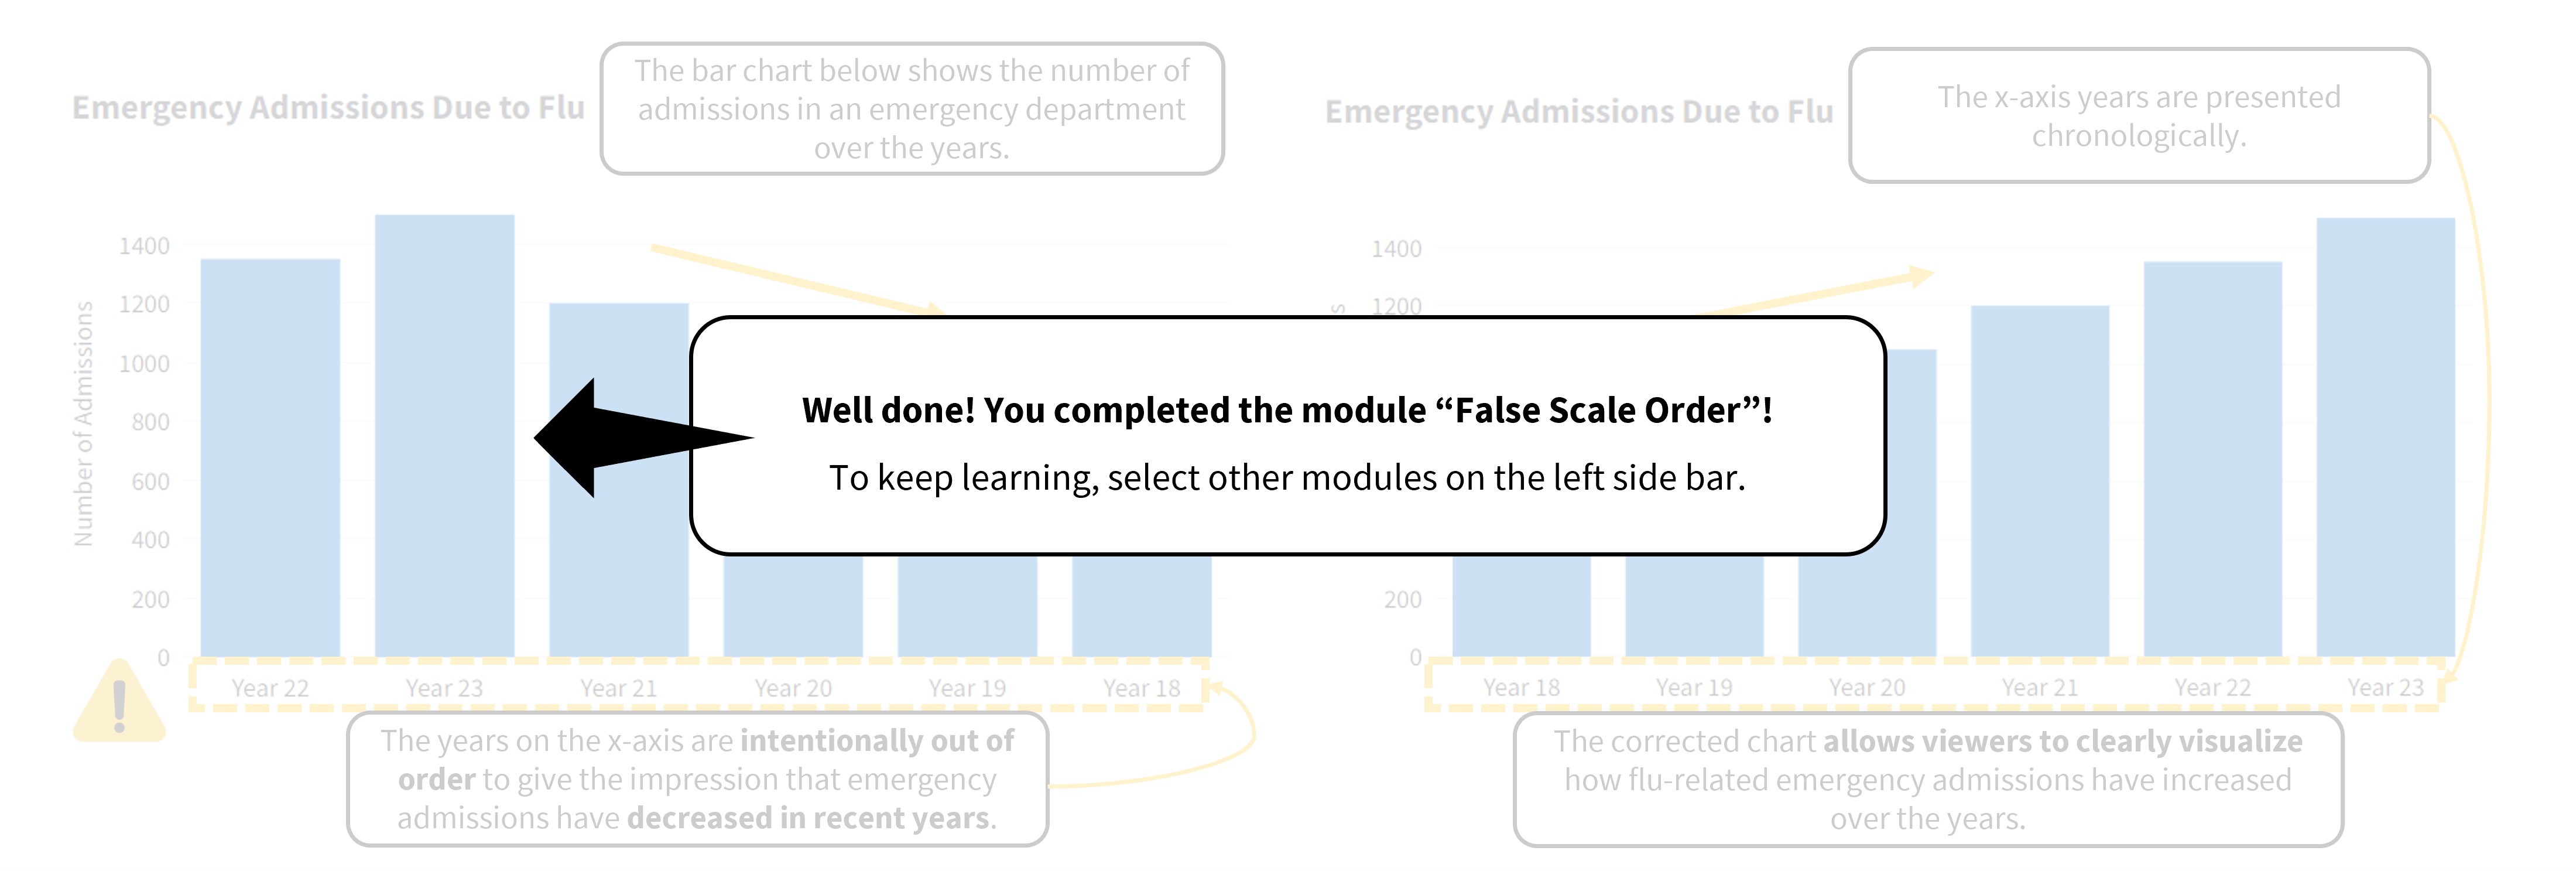 Emergency Admissions Due to Flu
The bar chart below shows the number of
admissions in an emergency department
over the years.
1400
1200
1000
800
600
400
200
0
Number of Admissions
Year 22
Year 23
Year 21
Year 20
Year 19
Year 18
The years on the x-axis are intentionally out of
order to give the impression that emergency
admissions have decreased in recent years.
Well done! You completed the module “False Scale Order”!
To keep learning, select other modules on the left side bar.
Emergency Admissions Due to Flu
The x-axis years are presented
chronologically.
1400
1200
200
0
Year 18
Year 19
Year 20
Year 21
Year 22
Year 23
The corrected chart allows viewers to clearly visualize
how flu-related emergency admissions have increased
over the years.